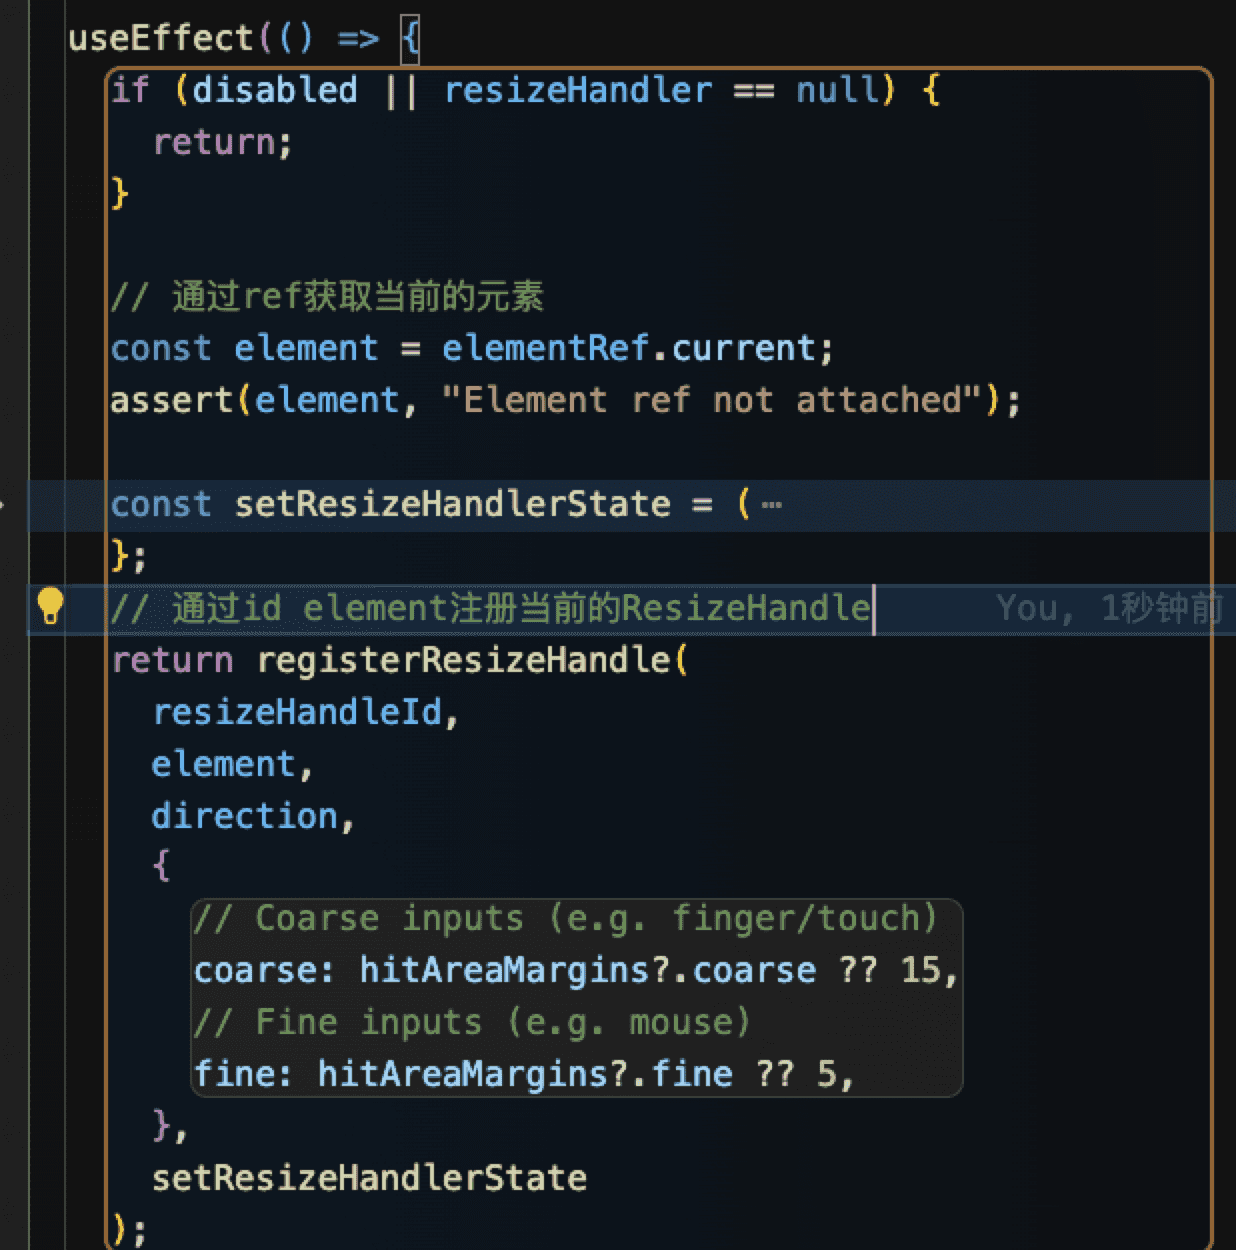 useEffect(() => {
if (disabled || resizeHandler == null) {
return;
}
// 通过ref获取当前的元素
const element = elementRef.current;
assert(element, "Element ref not attached");
const setResizeHandlerState = ( ⋯
};
// 通过id element注册当前的ResizeHandle You, 1秒钟前
return registerResizeHandle(
resizeHandleId,
element,
direction,
{
// Coarse inputs (e.g. finger/touch)
coarse: hitAreaMargins?.coarse ?? 15,
// Fine inputs (e.g. mouse)
fine: hitAreaMargins?.fine ?? 5,
},
setResizeHandlerState
);